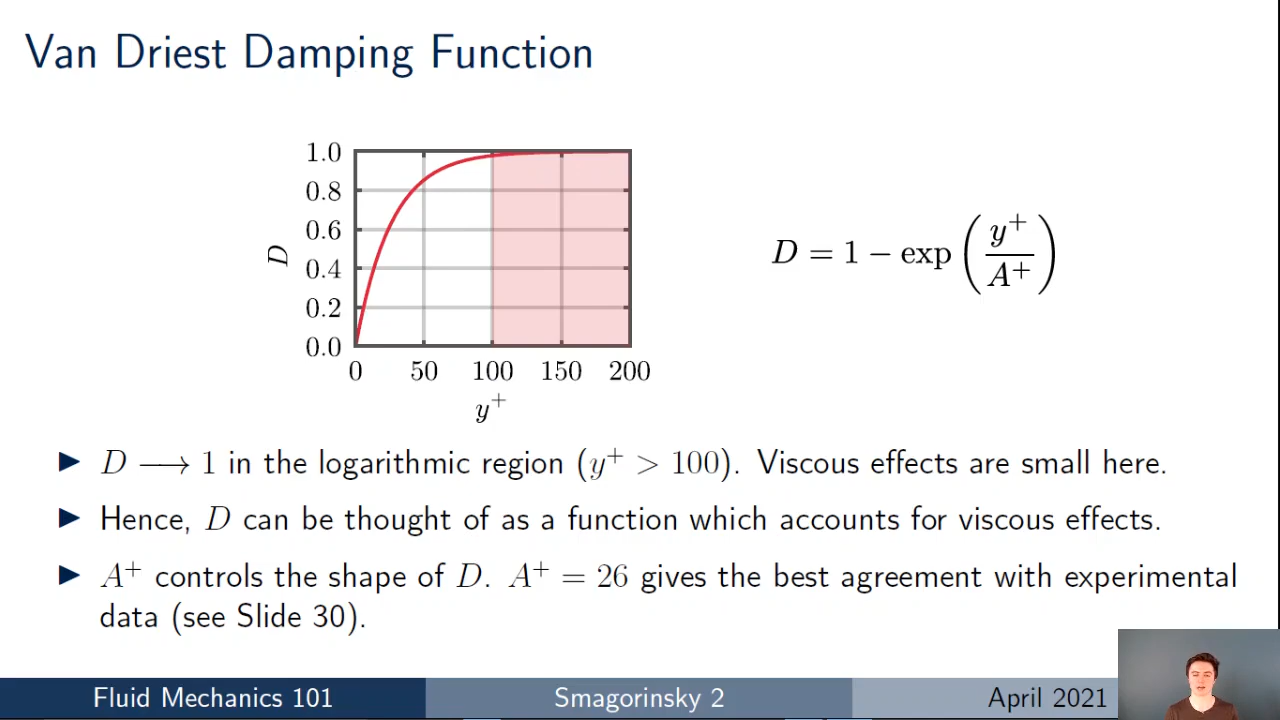 Van Driest Damping Function
1.0
0.8
0.6
0.4
0.2
0.0
D
0 50 100 150 200
y⁺
D = 1 − exp (y⁺/A⁺)
▶ D ⟶ 1 in the logarithmic region (y⁺ > 100). Viscous effects are small here.
▶ Hence, D can be thought of as a function which accounts for viscous effects.
▶ A⁺ controls the shape of D. A⁺ = 26 gives the best agreement with experimental
data (see Slide 30).
Fluid Mechanics 101 Smagorinsky 2 April 2021